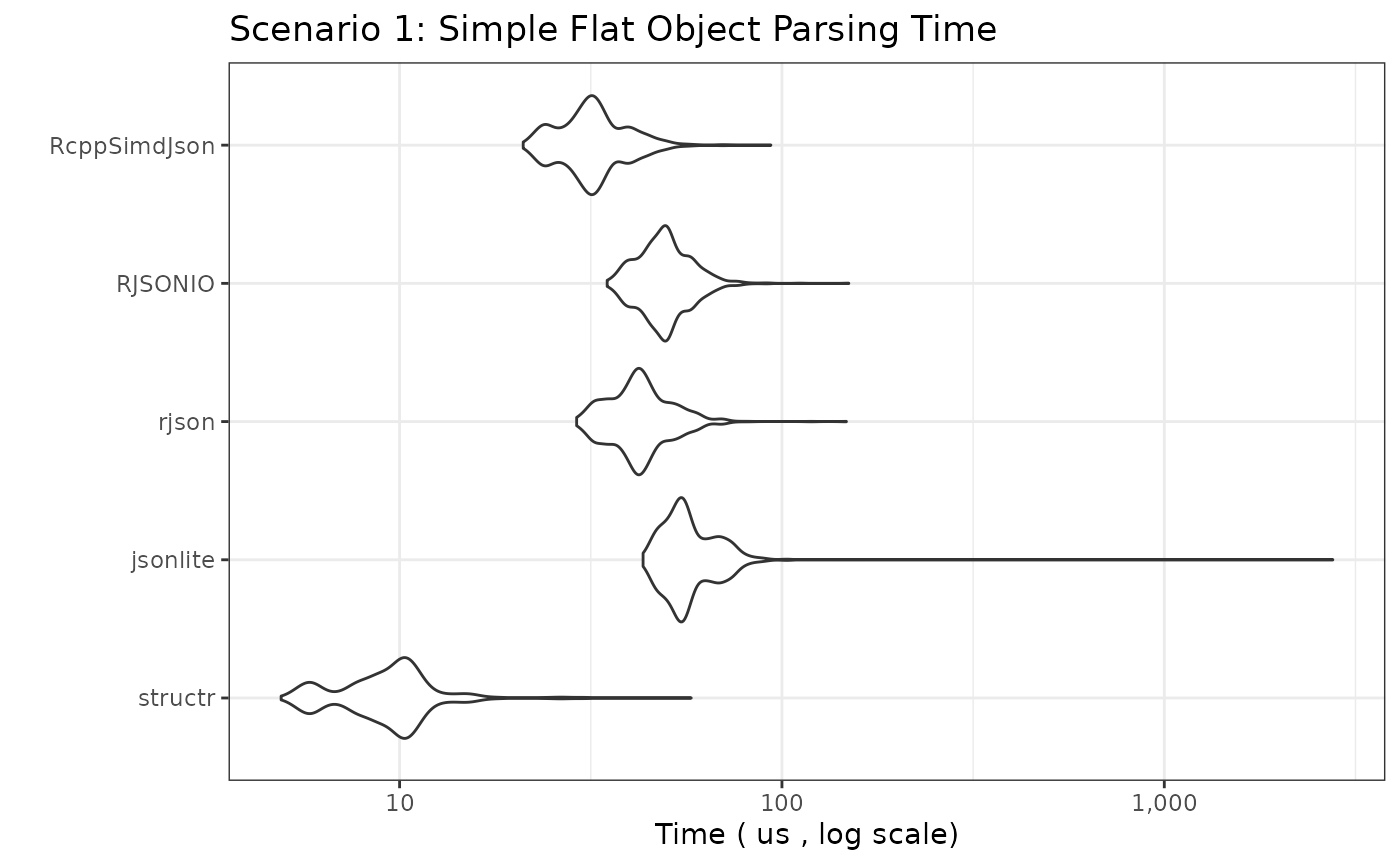 Scenario 1: Simple Flat Object Parsing Time
RcppSimdJson
RJSONIO
rjson
jsonlite
structr
10 100 1,000
Time ( us , log scale)